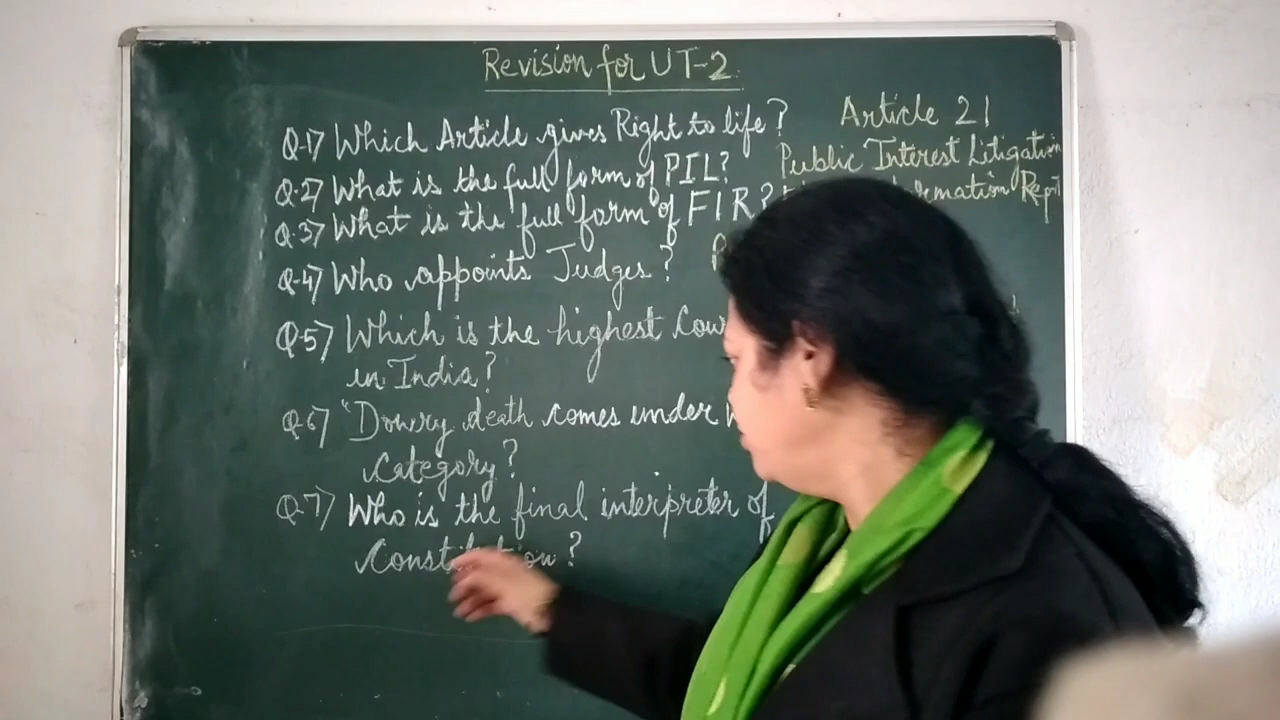 Revision for UT-2.
Q.1) Which Article gives Right to life? Article 21
Q.2) What is the full form of PIL? Public Interest Litigation
Q.3) What is the full form of FIR? Report
Q.4) Who appoints Judges?
Q.5) Which is the highest
in India?
Q.6) "Dowry death comes under
category?
Q.7) Who is the final interpreter of
Constitution?